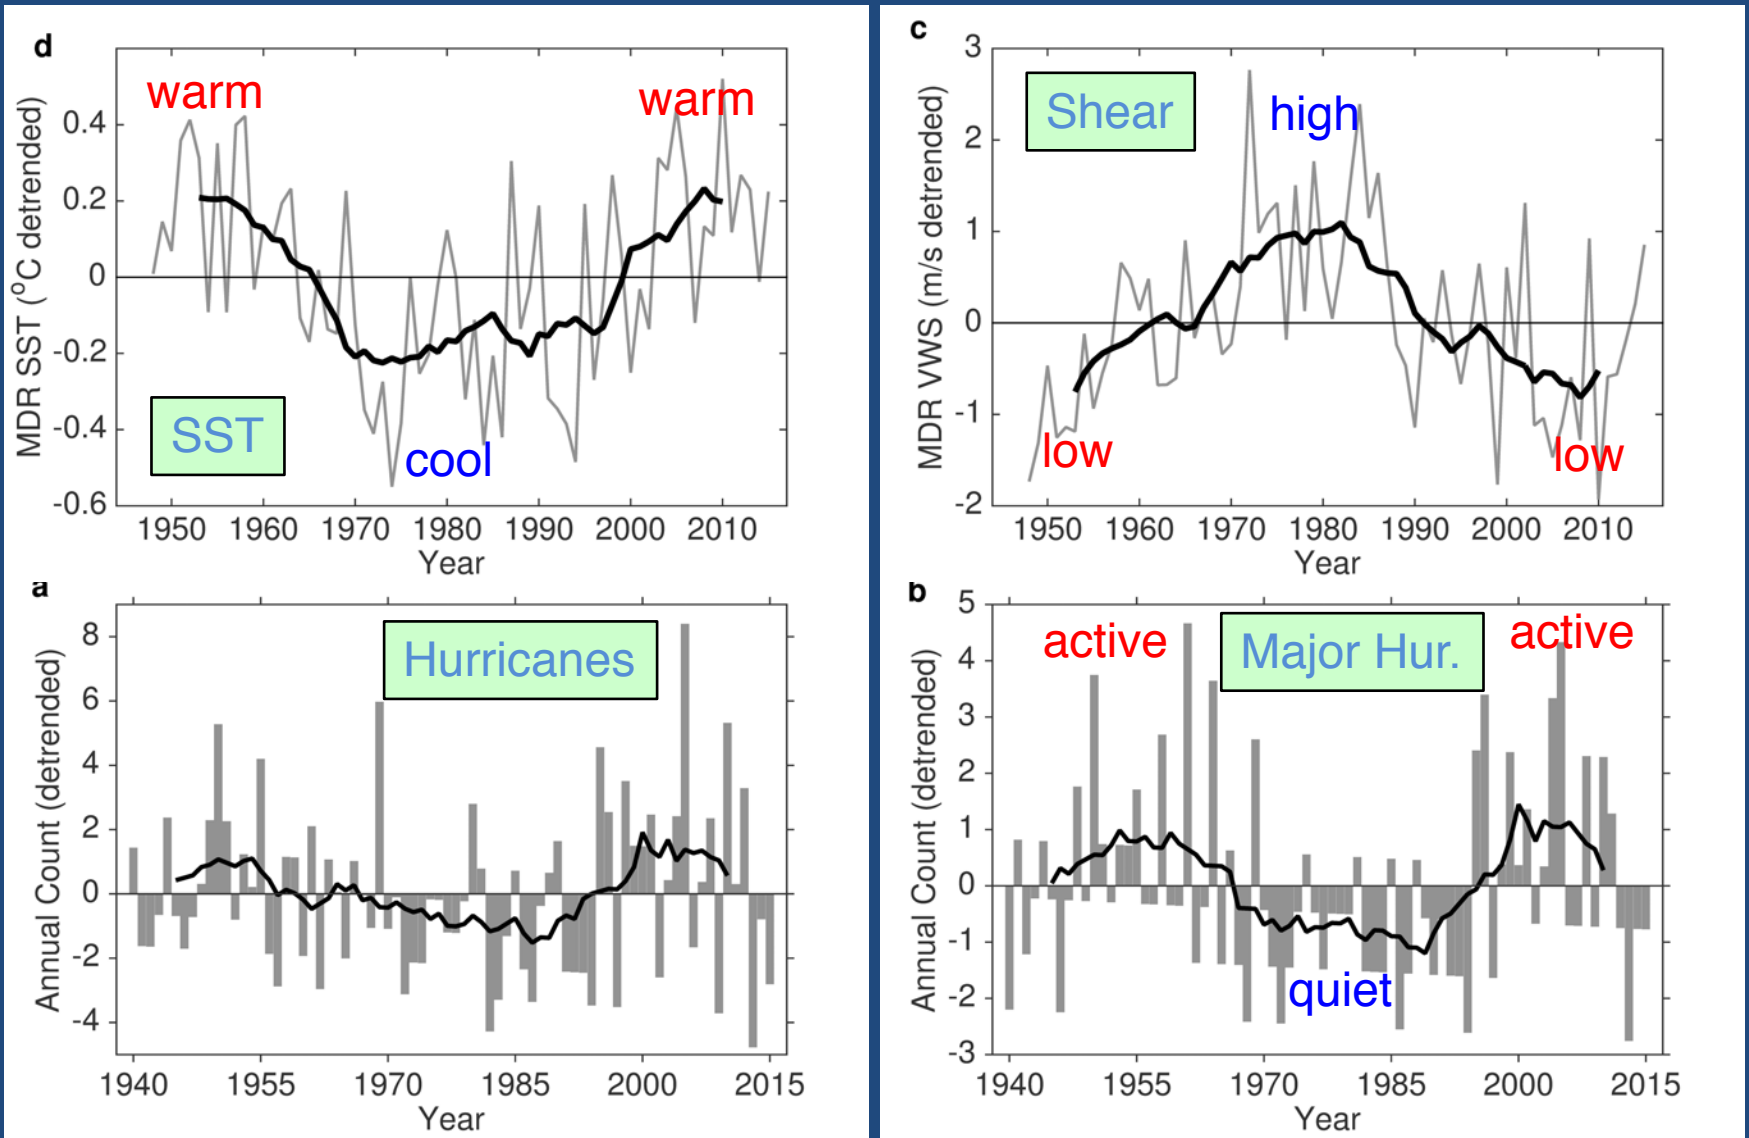 d
warm
warm
MDR SST (°C detrended)
0.4
0.2
0
-0.2
-0.4
-0.6
SST
cool
1950 1960 1970 1980 1990 2000 2010
Year
c
Shear
high
MDR VWS (m/s detrended)
3
2
1
0
-1
-2
low
low
1950 1960 1970 1980 1990 2000 2010
Year
a
Hurricanes
Annual Count (detrended)
8
6
4
2
0
-2
-4
1940 1955 1970 1985 2000 2015
Year
b
active
Major Hur.
active
Annual Count (detrended)
5
4
3
2
1
0
-1
-2
-3
quiet
1940 1955 1970 1985 2000 2015
Year